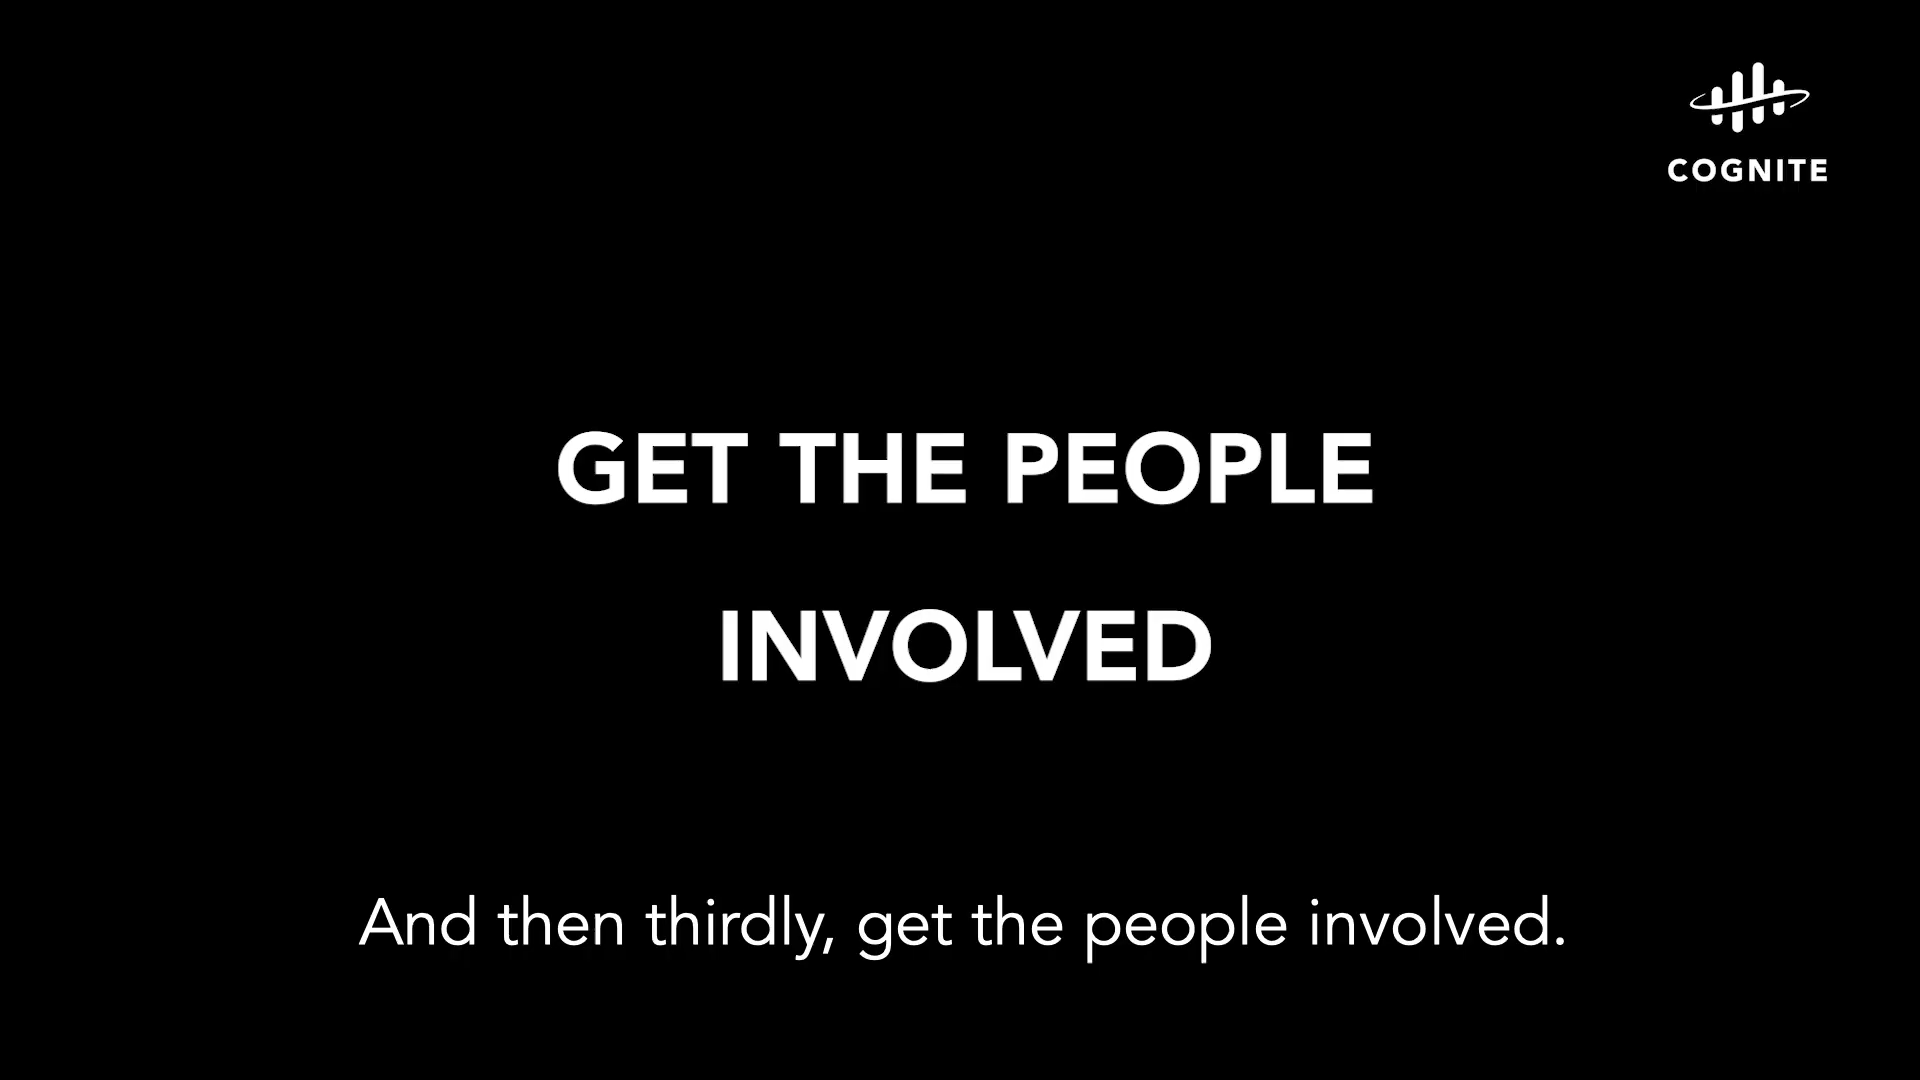 COGNITE
GET THE PEOPLE
INVOLVED
And then thirdly, get the people involved.